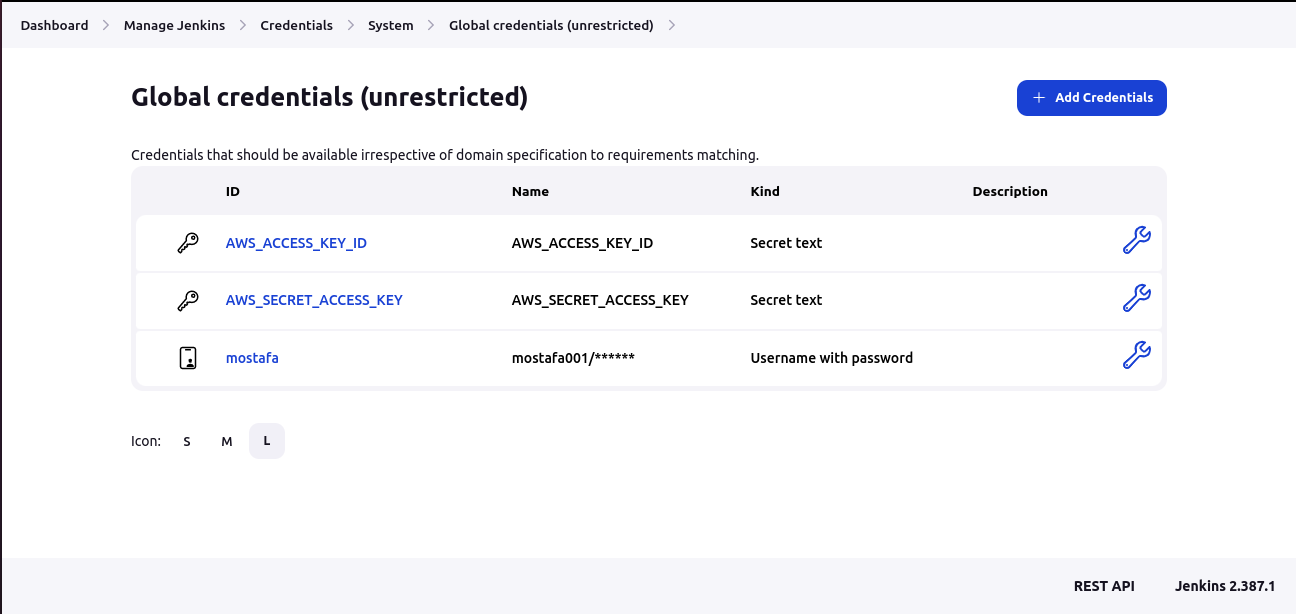 Dashboard Manage Jenkins Credentials System Global credentials (unrestricted)
Global credentials (unrestricted)
Add Credentials
Credentials that should be available irrespective of domain specification to requirements matching.
ID Name Kind Description
AWS_ACCESS_KEY_ID AWS_ACCESS_KEY_ID Secret text
AWS_SECRET_ACCESS_KEY AWS_SECRET_ACCESS_KEY Secret text
mostafa mostafa001/****** Username with password
Icon: S M L
REST API Jenkins 2.387.1